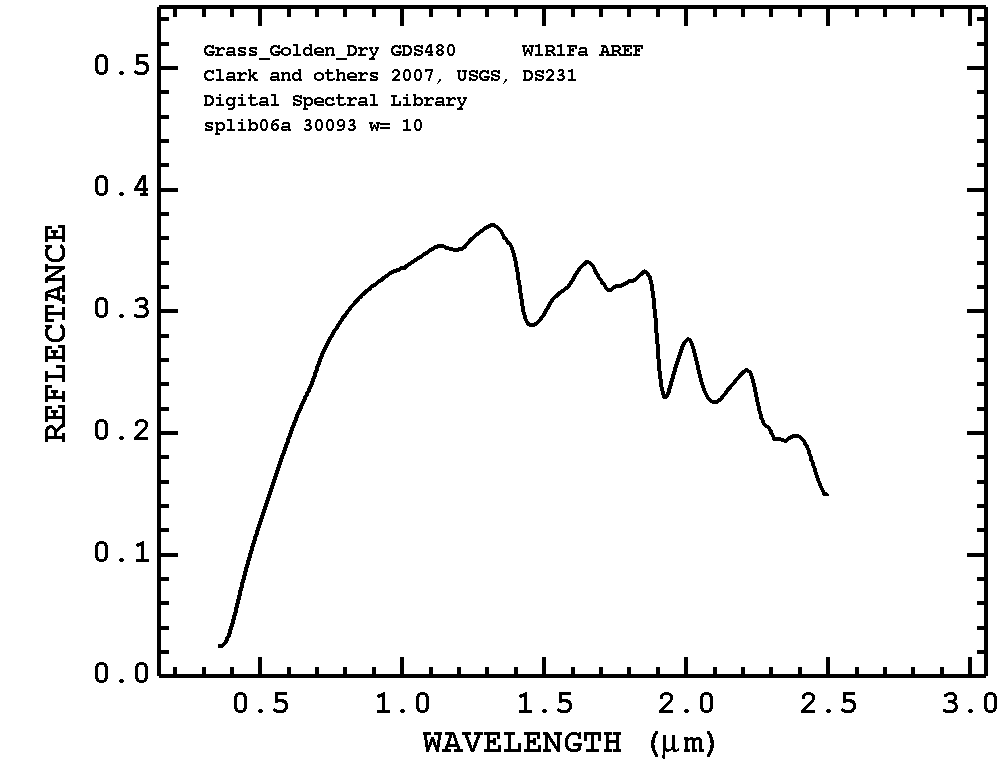 Grass_Golden_Dry GDS480 W1R1Fa AREF
Clark and others 2007, USGS, DS231
Digital Spectral Library
splib06a 30093 w= 10
0.5
0.4
0.3
0.2
0.1
0.0
REFLECTANCE
0.5 1.0 1.5 2.0 2.5 3.0
WAVELENGTH (μm)